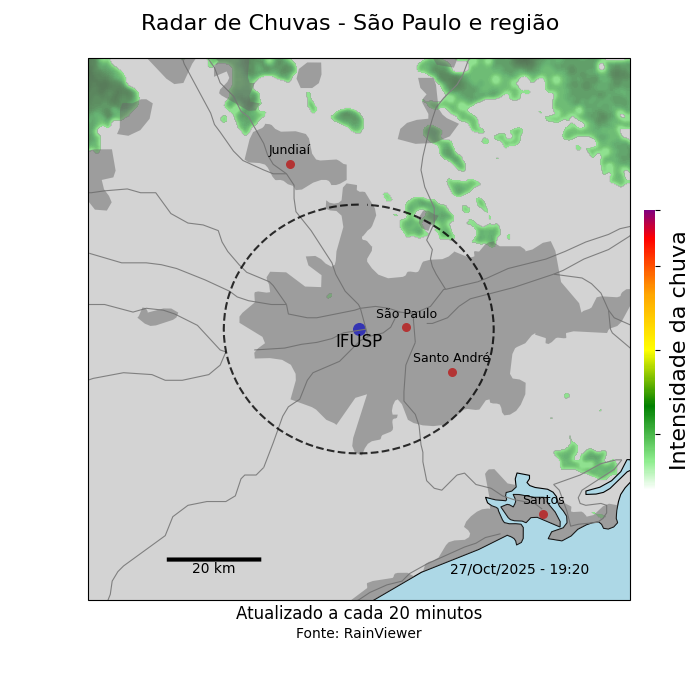 Radar de Chuvas - São Paulo e região
Jundiaí
São Paulo
IFUSP
Santo André
Santos
20 km
27/Oct/2025 - 19:20
Intensidade da chuva
Atualizado a cada 20 minutos
Fonte: RainViewer